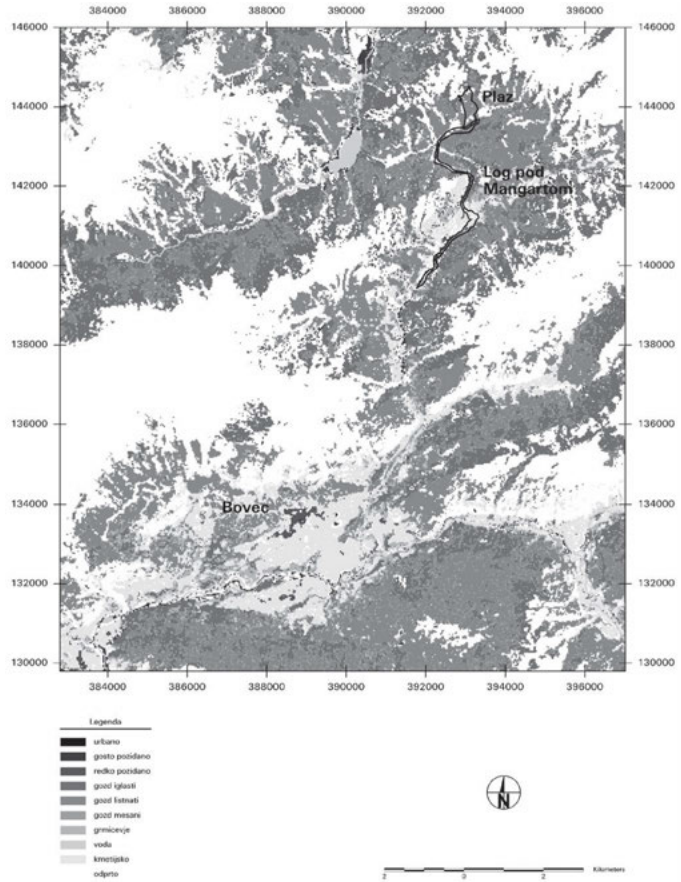 384000 386000 388000 390000 392000 394000 396000
146000 146000
144000 144000
142000 142000
140000 140000
138000 138000
136000 136000
134000 134000
132000 132000
130000 130000
Plaz
Log pod
Mangartom
Bovec
384000 386000 388000 390000 392000 394000 396000
Legenda
urbano
gosto pozidano
redko pozidano
gozd iglasti
gozd listnati
gozd mesani
grmicevje
voda
kmetijsko
odprto
N
2 0 2 Kilometers